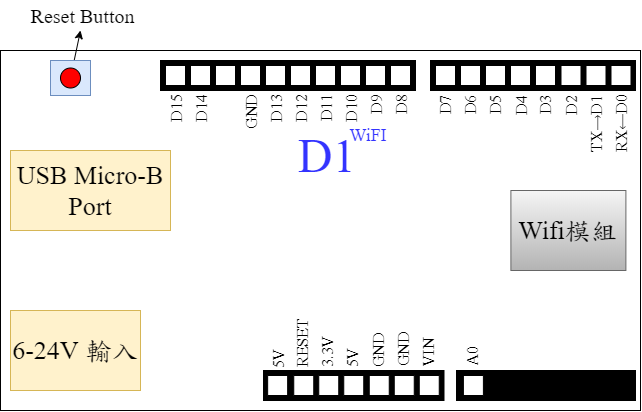 Reset Button
D15
D14
GND
D13
D12
D11
D10
D9
D8
D7
D6
D5
D4
D3
D2
TX→D1
RX←D0
D1 WiFI
USB Micro-B
Port
Wifi模組
6-24V 輸入
5V
RESET
3.3V
5V
GND
GND
VIN
A0